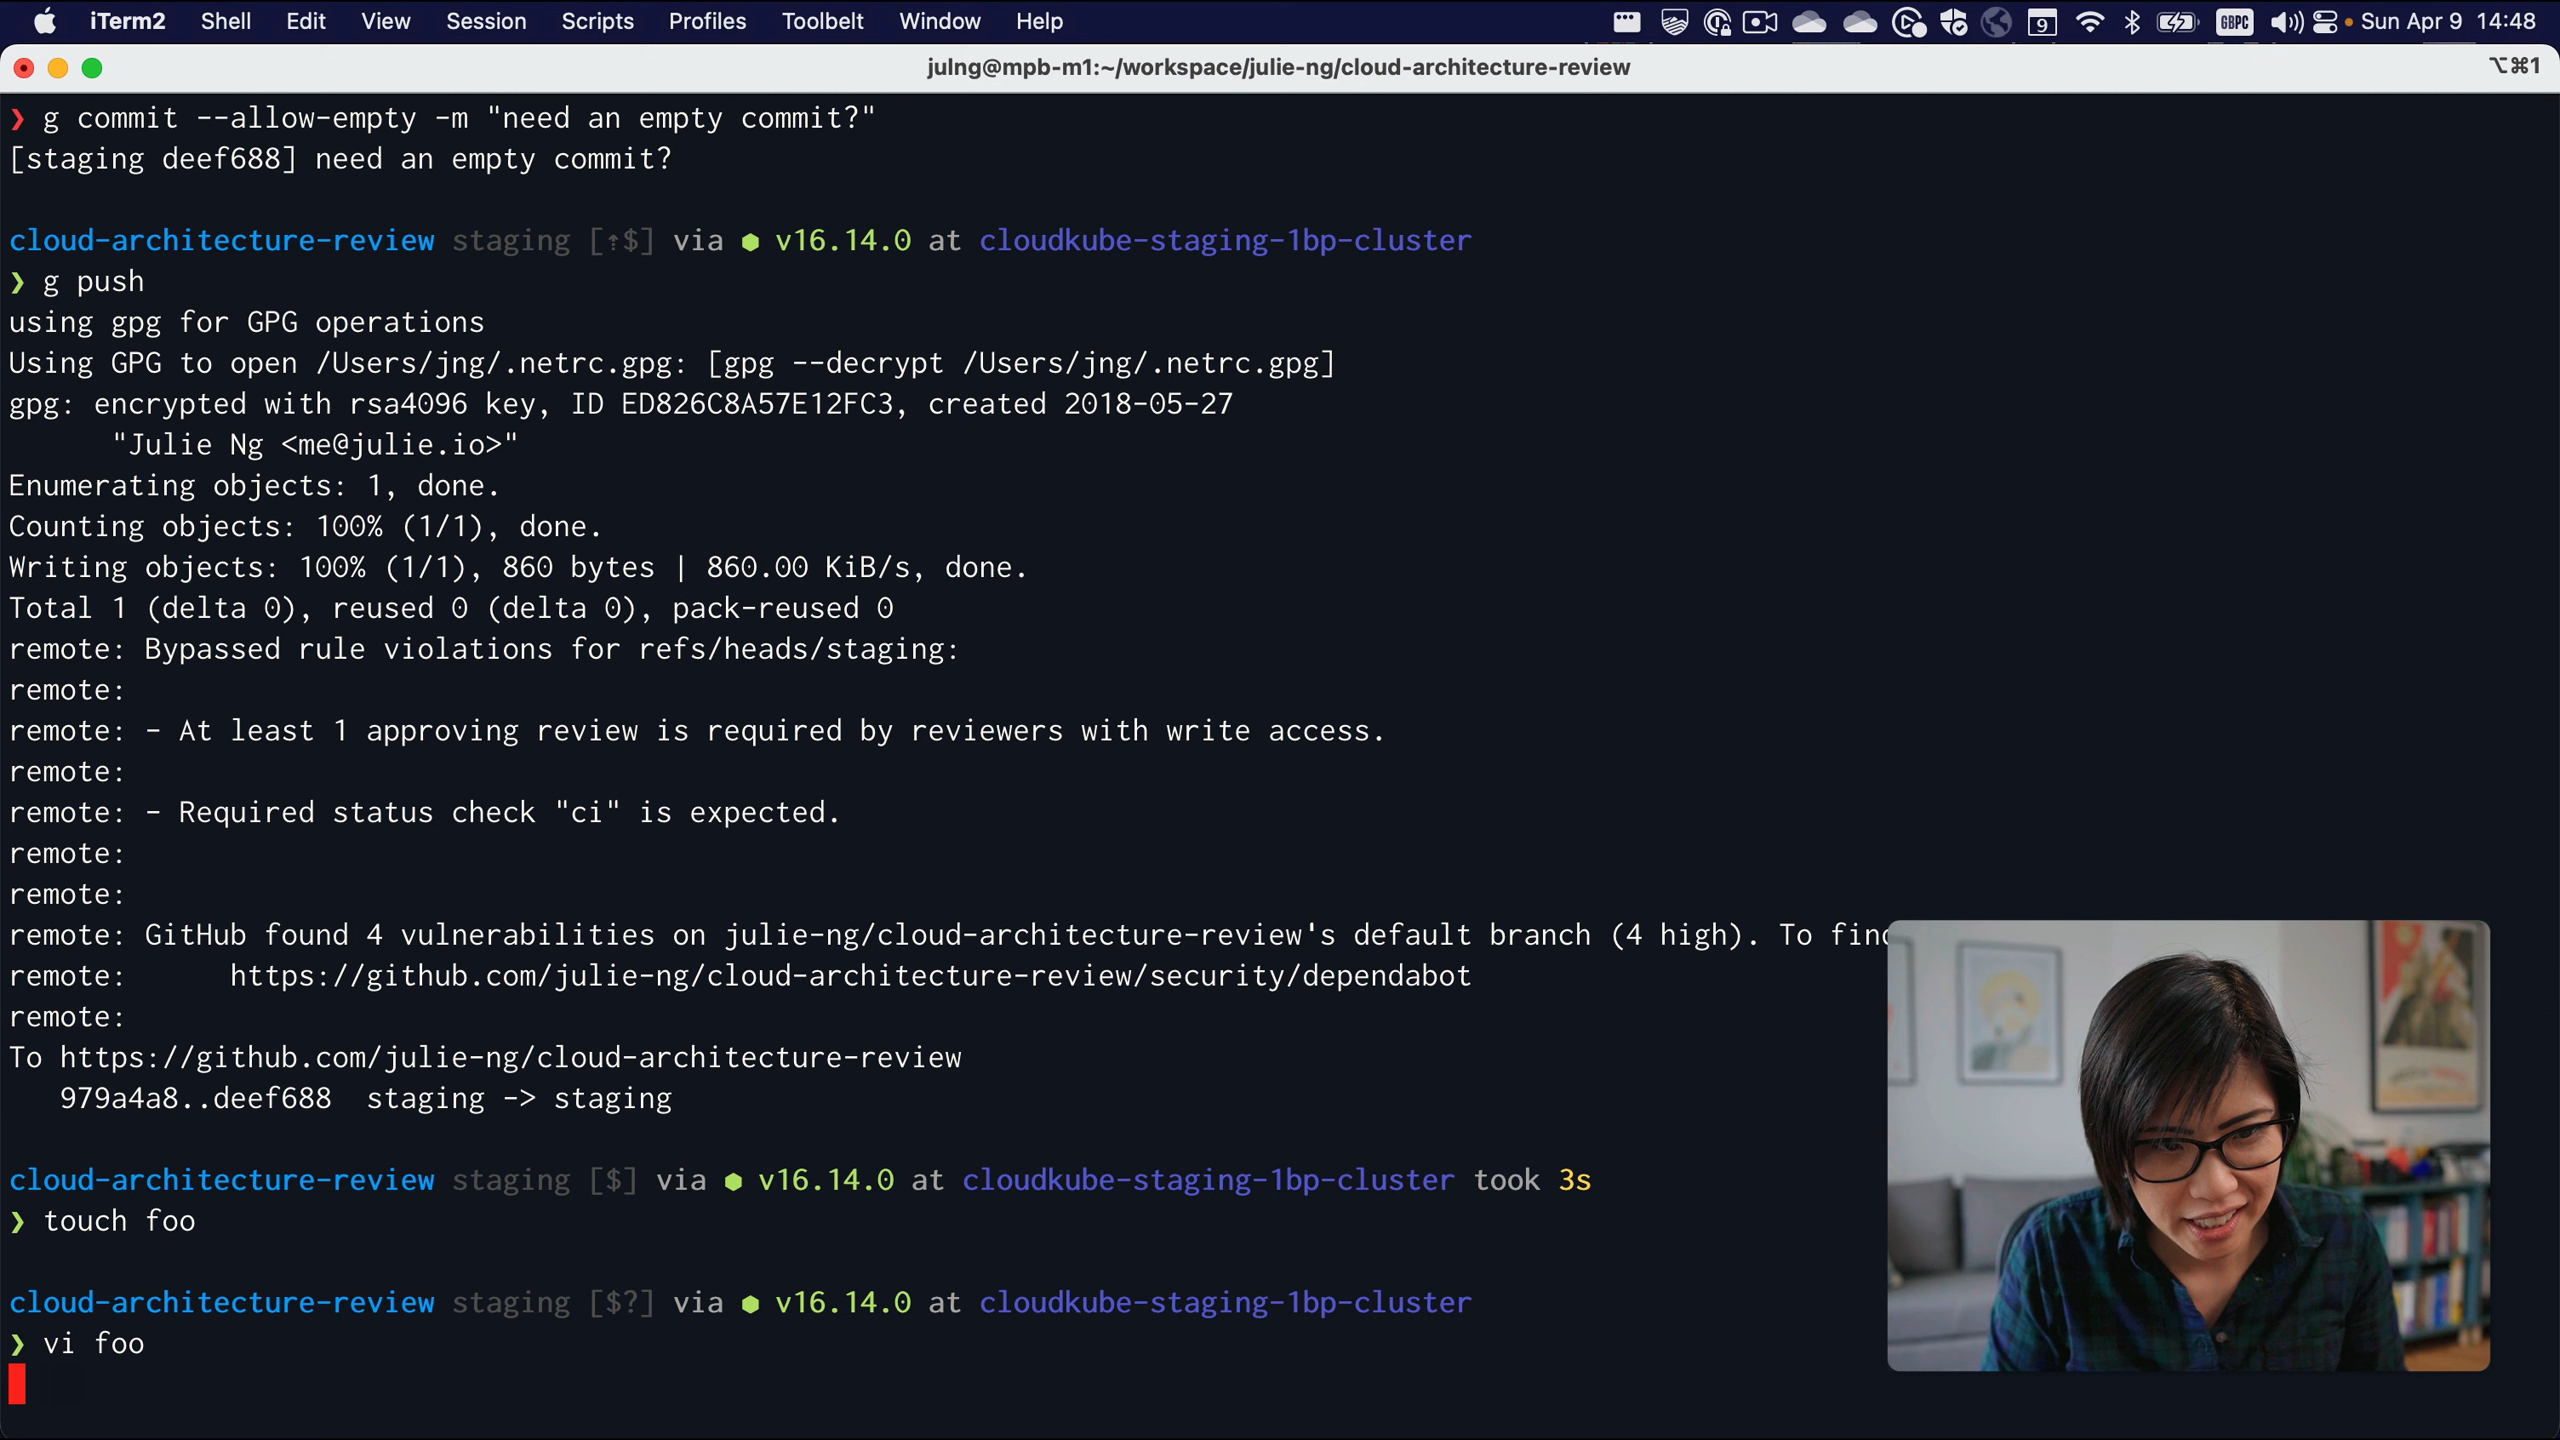 iTerm2 Shell Edit View Session Scripts Profiles Toolbelt Window Help 9 GBPC Sun Apr 9 14:48
julng@mpb-m1:~/workspace/julie-ng/cloud-architecture-review ⌥⌘1
❯ g commit --allow-empty -m "need an empty commit?"
[staging deef688] need an empty commit?
cloud-architecture-review staging [⇡$] via ⬢ v16.14.0 at cloudkube-staging-1bp-cluster
❯ g push
using gpg for GPG operations
Using GPG to open /Users/jng/.netrc.gpg: [gpg --decrypt /Users/jng/.netrc.gpg]
gpg: encrypted with rsa4096 key, ID ED826C8A57E12FC3, created 2018-05-27
"Julie Ng <me@julie.io>"
Enumerating objects: 1, done.
Counting objects: 100% (1/1), done.
Writing objects: 100% (1/1), 860 bytes | 860.00 KiB/s, done.
Total 1 (delta 0), reused 0 (delta 0), pack-reused 0
remote: Bypassed rule violations for refs/heads/staging:
remote:
remote: - At least 1 approving review is required by reviewers with write access.
remote:
remote: - Required status check "ci" is expected.
remote:
remote:
remote: GitHub found 4 vulnerabilities on julie-ng/cloud-architecture-review's default branch (4 high). To find
remote: https://github.com/julie-ng/cloud-architecture-review/security/dependabot
remote:
To https://github.com/julie-ng/cloud-architecture-review
979a4a8..deef688 staging -> staging
cloud-architecture-review staging [$] via ⬢ v16.14.0 at cloudkube-staging-1bp-cluster took 3s
❯ touch foo
cloud-architecture-review staging [$?] via ⬢ v16.14.0 at cloudkube-staging-1bp-cluster
❯ vi foo